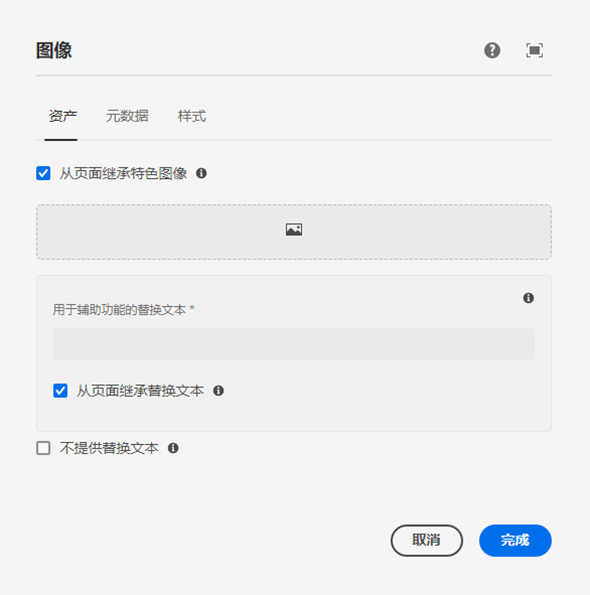 图像
资产 元数据 样式
从页面继承特色图像
用于辅助功能的替换文本 *
从页面继承替换文本
不提供替换文本
取消 完成